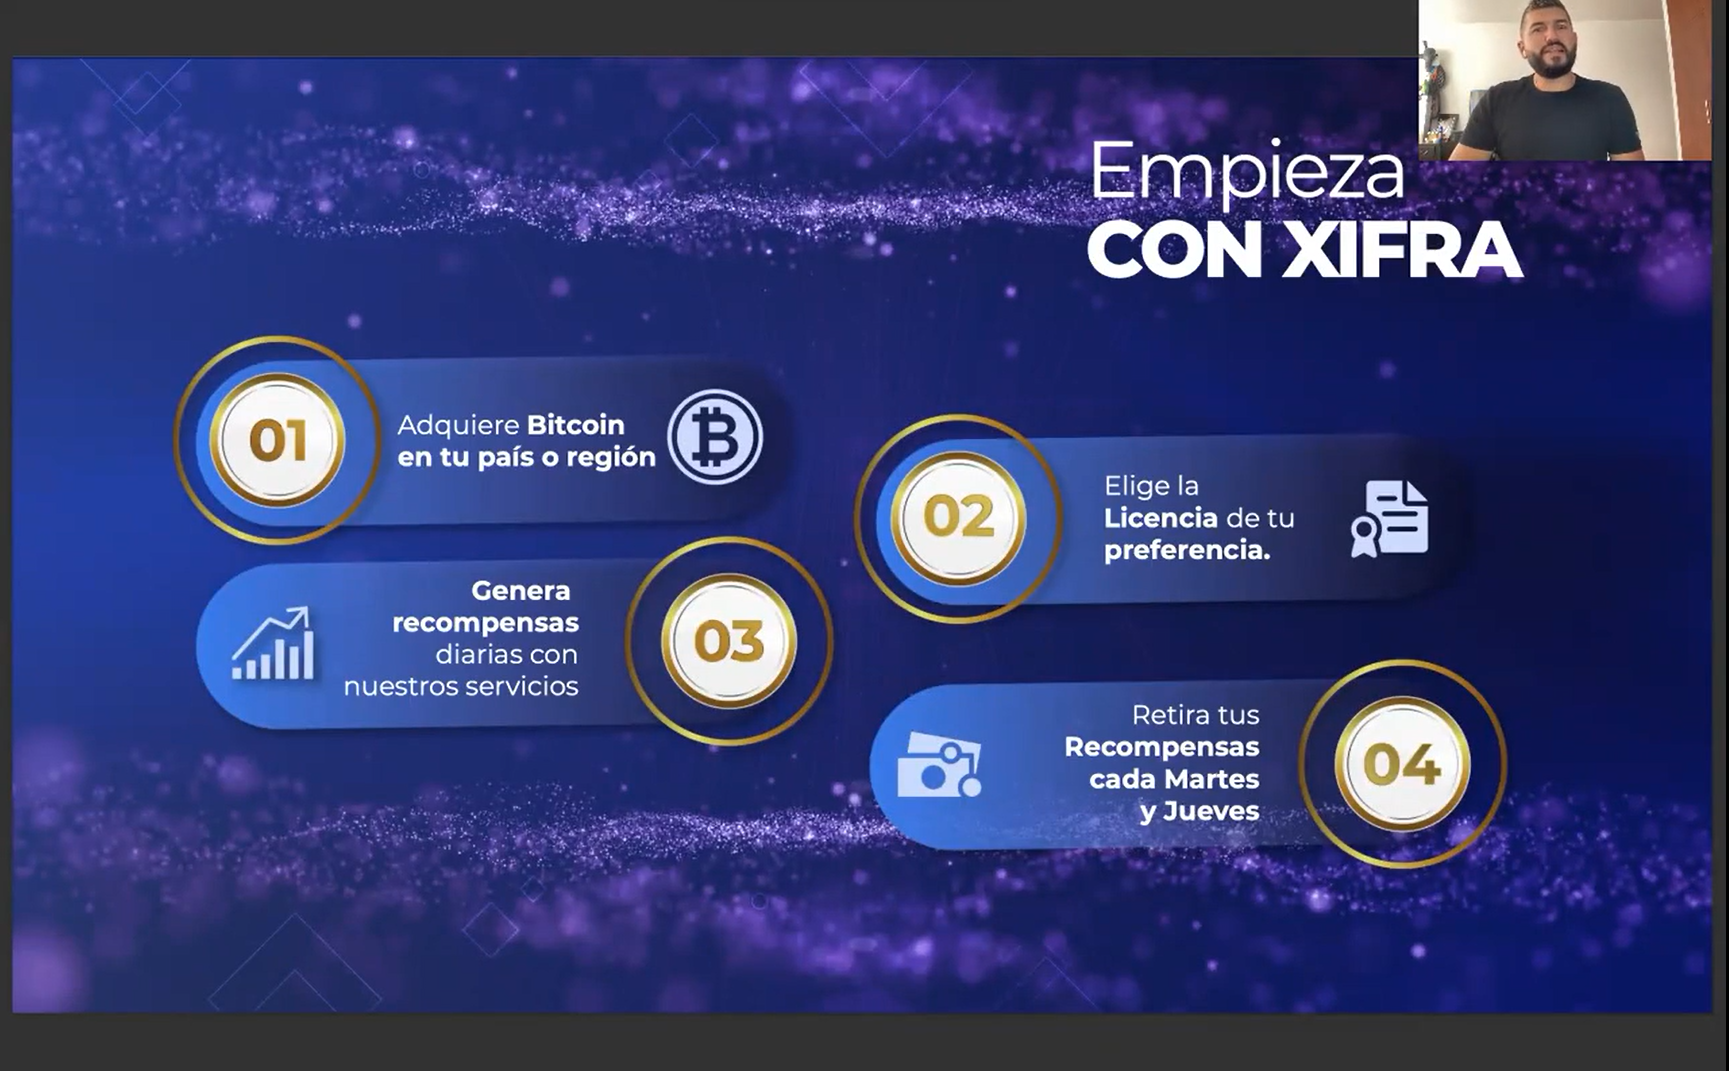 Empieza
CON XIFRA
01
Adquiere Bitcoin
en tu país o región
02
Elige la
Licencia de tu
preferencia.
Genera
recompensas
diarias con
nuestros servicios
03
Retira tus
Recompensas
cada Martes
y Jueves
04